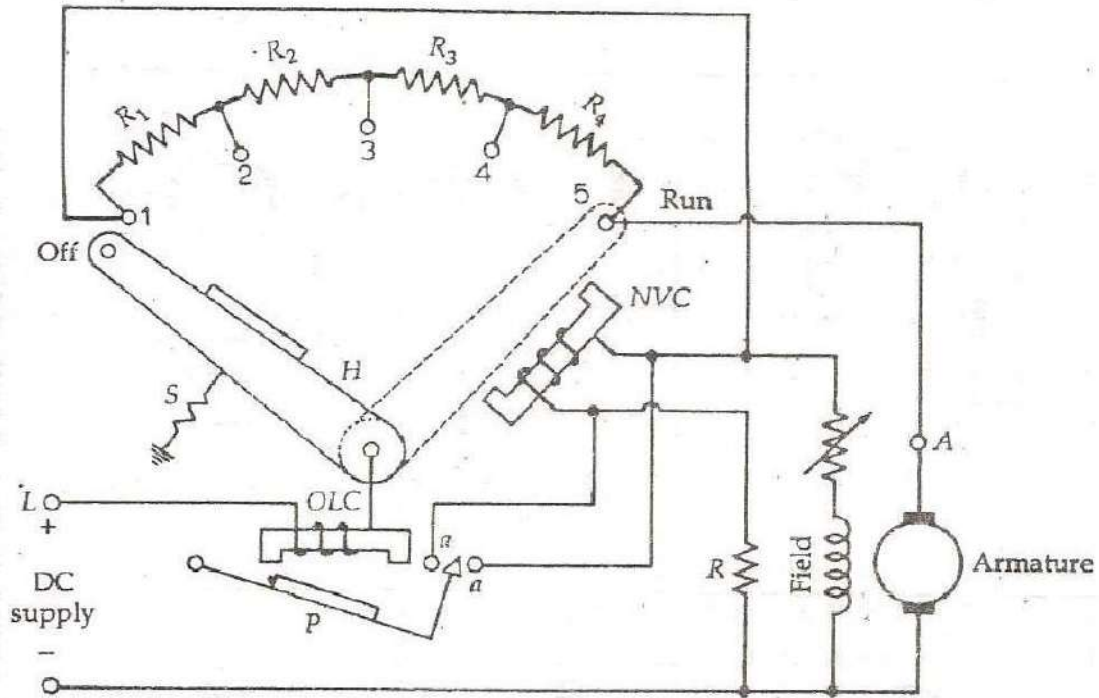 R2
R3
R1
R4
2
3
4
1
5
Run
Off
NVC
H
S
A
L
+
OLC
a
a
DC
supply
P
R
Field
Armature
−